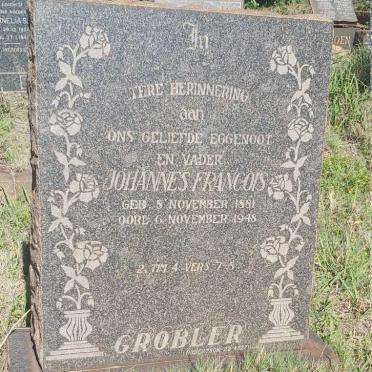 In
TERE HERINNERING
aan
ONS GELIEFDE EGGENOOT
EN VADER
JOHANNES FRANCOIS
GEB. 8 NOVEMBER 1881
OORL. 6. NOVEMBER 1948
2. TIM. 4 VERS 7-8
GROBLER